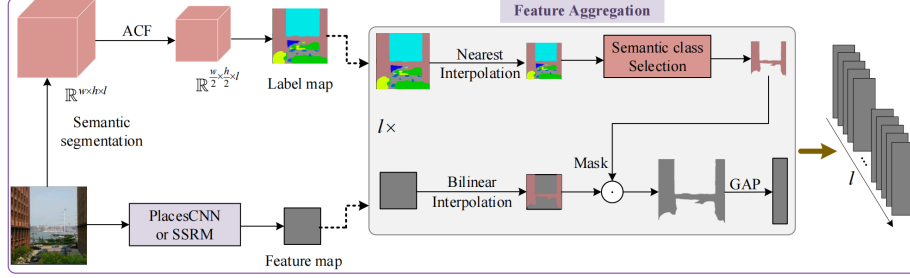 Feature Aggregation
ACF
ℝ^{w×h×l}
ℝ^{w/2×h/2×l}
Label map
Semantic
segmentation
PlacesCNN
or SSRM
Feature map
l×
Nearest
Interpolation
Semantic class
Selection
Mask
Bilinear
Interpolation
GAP
...
l